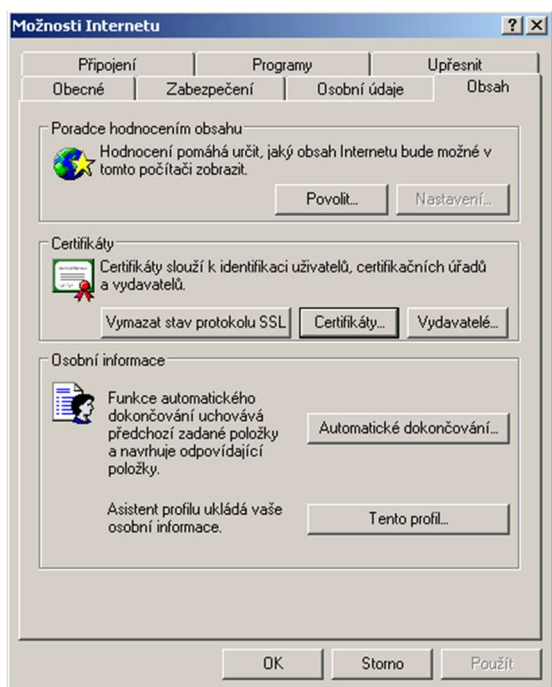 Možnosti Internetu
Připojení Programy Upřesnit
Obecné Zabezpečení Osobní údaje Obsah
Poradce hodnocením obsahu
Hodnocení pomáhá určit, jaký obsah Internetu bude možné v
tomto počítači zobrazit.
Povolit... Nastavení...
Certifikáty
Certifikáty slouží k identifikaci uživatelů, certifikačních úřadů
a vydavatelů.
Vymazat stav protokolu SSL Certifikáty... Vydavatelé...
Osobní informace
Funkce automatického
dokončování uchovává
předchozí zadané položky
a navrhuje odpovídající
položky.
Automatické dokončování...
Asistent profilu ukládá vaše
osobní informace.
Tento profil...
OK Storno Použít